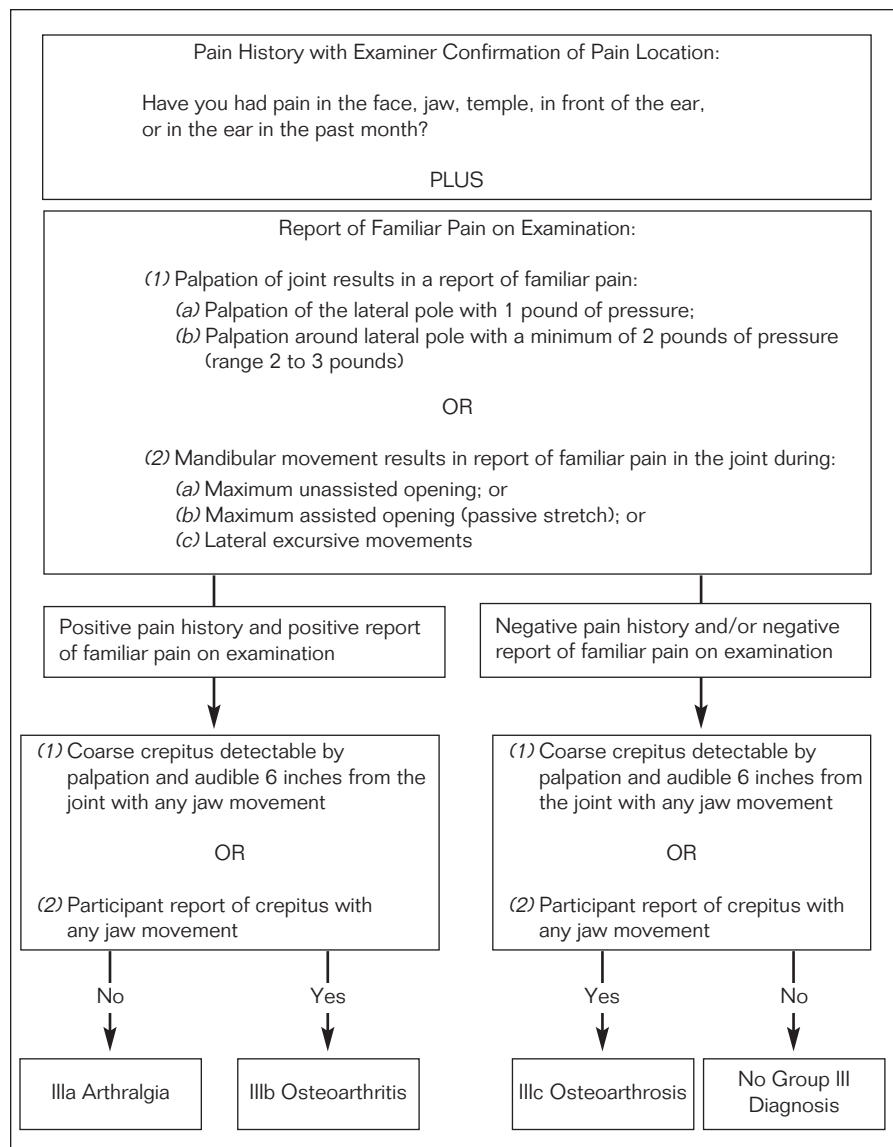 Pain History with Examiner Confirmation of Pain Location:
Have you had pain in the face, jaw, temple, in front of the ear,
or in the ear in the past month?
PLUS
Report of Familiar Pain on Examination:
(1) Palpation of joint results in a report of familiar pain:
(a) Palpation of the lateral pole with 1 pound of pressure;
(b) Palpation around lateral pole with a minimum of 2 pounds of pressure
(range 2 to 3 pounds)
OR
(2) Mandibular movement results in report of familiar pain in the joint during:
(a) Maximum unassisted opening; or
(b) Maximum assisted opening (passive stretch); or
(c) Lateral excursive movements
Positive pain history and positive report
of familiar pain on examination
Negative pain history and/or negative
report of familiar pain on examination
(1) Coarse crepitus detectable by
palpation and audible 6 inches from the
joint with any jaw movement
OR
(2) Participant report of crepitus with
any jaw movement
(1) Coarse crepitus detectable by
palpation and audible 6 inches from
the joint with any jaw movement
OR
(2) Participant report of crepitus with
any jaw movement
No
Yes
Yes
No
IIIa Arthralgia
IIIb Osteoarthritis
IIIc Osteoarthrosis
No Group III
Diagnosis